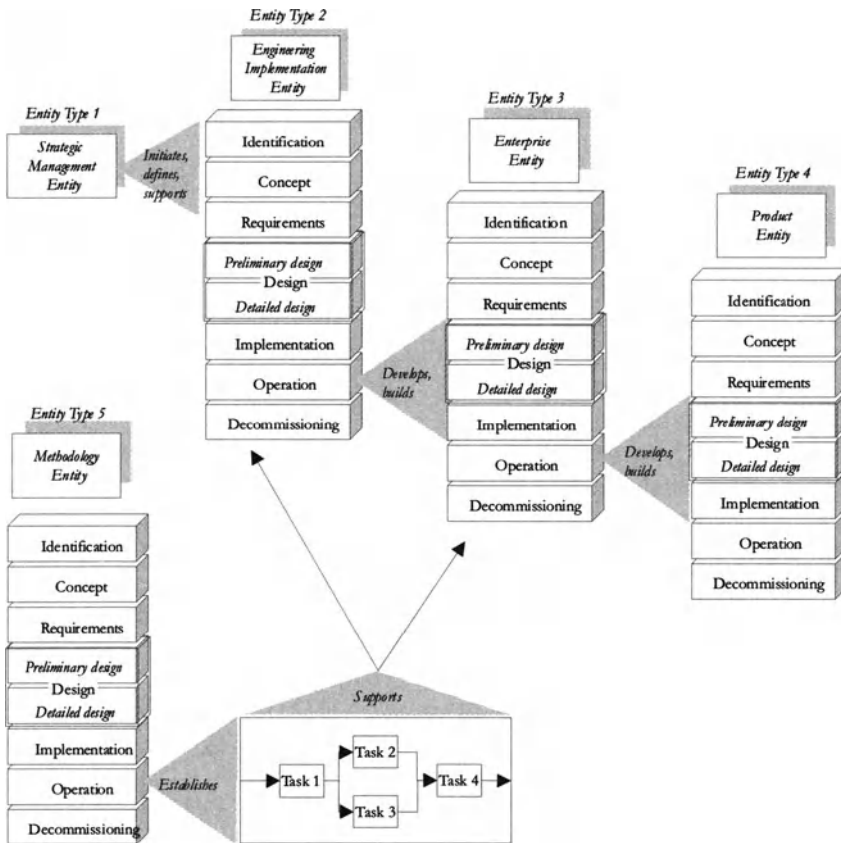 Entity Type 2
Engineering
Implementation
Entity
Entity Type 1
Strategic
Management
Entity
Initiates,
defines,
supports
Identification
Concept
Requirements
Preliminary design
Design
Detailed design
Implementation
Operation
Decommissioning
Entity Type 3
Enterprise
Entity
Develops,
builds
Identification
Concept
Requirements
Preliminary design
Design
Detailed design
Implementation
Operation
Decommissioning
Entity Type 4
Product
Entity
Develops,
builds
Identification
Concept
Requirements
Preliminary design
Design
Detailed design
Implementation
Operation
Decommissioning
Entity Type 5
Methodology
Entity
Identification
Concept
Requirements
Preliminary design
Design
Detailed design
Implementation
Operation
Decommissioning
Establishes
Supports
Task 1
Task 2
Task 3
Task 4